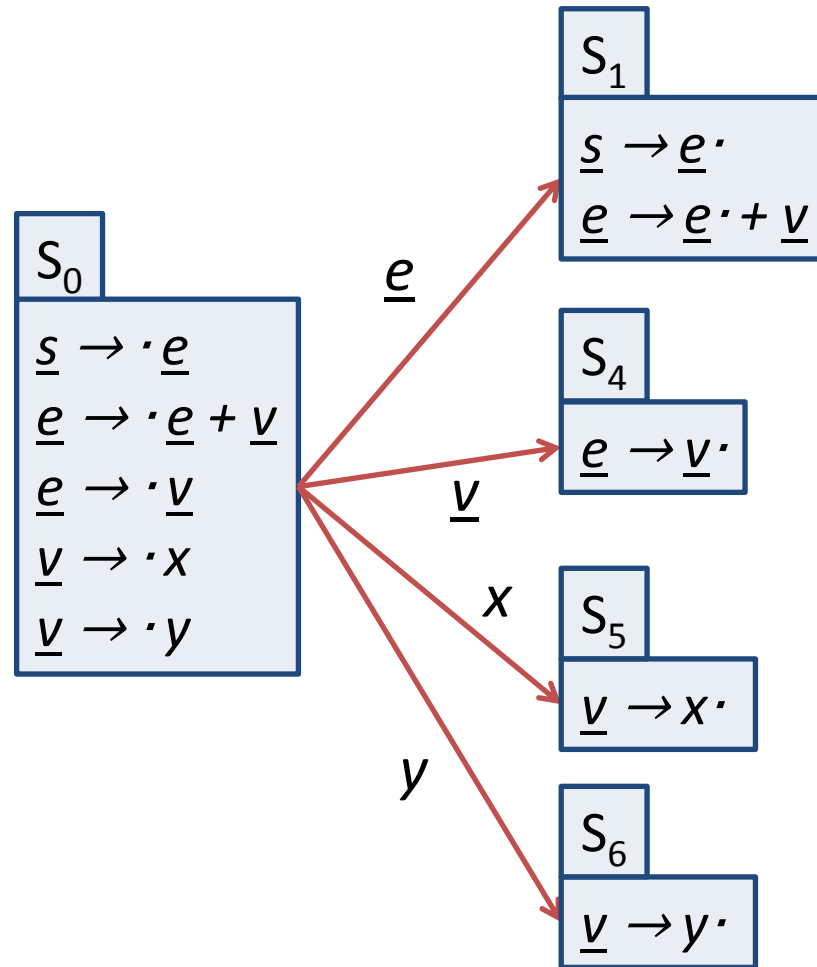 S₀
s → · e
e → · e + v
e → · v
v → · x
v → · y
e
v
x
y
S₁
s → e ·
e → e · + v
S₄
e → v ·
S₅
v → x ·
S₆
v → y ·